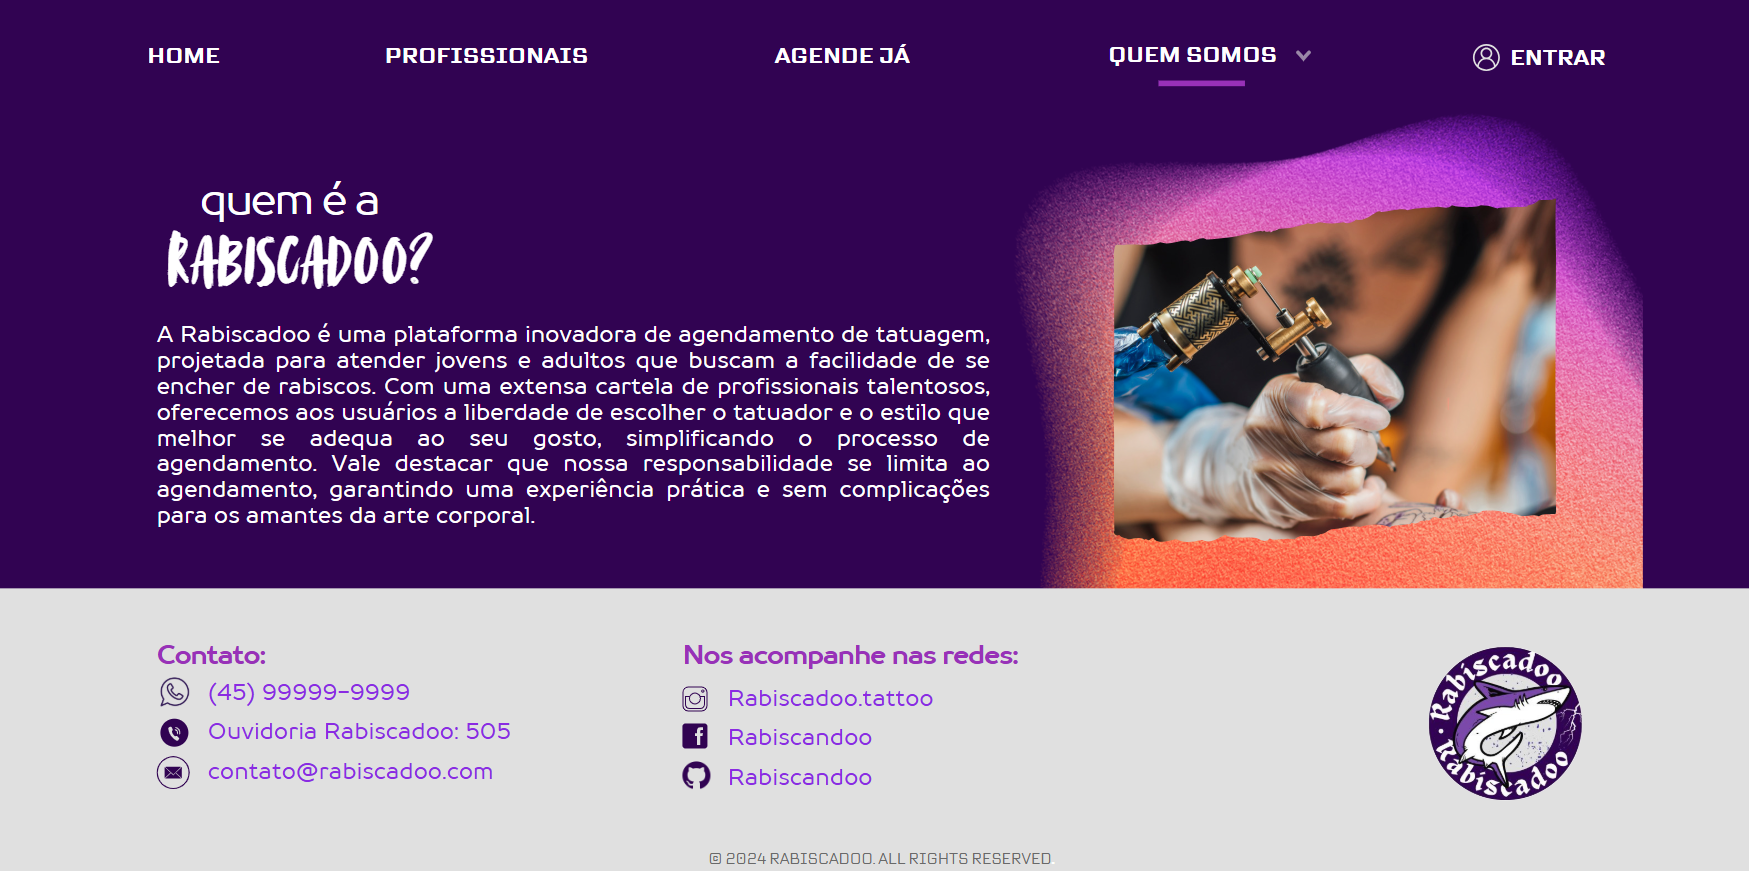 HOME
PROFISSIONAIS
AGENDE JÁ
QUEM SOMOS
ENTRAR
quem é a
RABISCADOO?
A Rabiscadoo é uma plataforma inovadora de agendamento de tatuagem,
projetada para atender jovens e adultos que buscam a facilidade de se
encher de rabiscos. Com uma extensa cartela de profissionais talentosos,
oferecemos aos usuários a liberdade de escolher o tatuador e o estilo que
melhor se adequa ao seu gosto, simplificando o processo de
agendamento. Vale destacar que nossa responsabilidade se limita ao
agendamento, garantindo uma experiência prática e sem complicações
para os amantes da arte corporal.
Contato:
(45) 99999-9999
Ouvidoria Rabiscadoo: 505
contato@rabiscadoo.com
Nos acompanhe nas redes:
Rabiscadoo.tattoo
Rabiscandoo
Rabiscandoo
Rabiscadoo
Rabiscadoo
© 2024 RABISCADOO. ALL RIGHTS RESERVED.